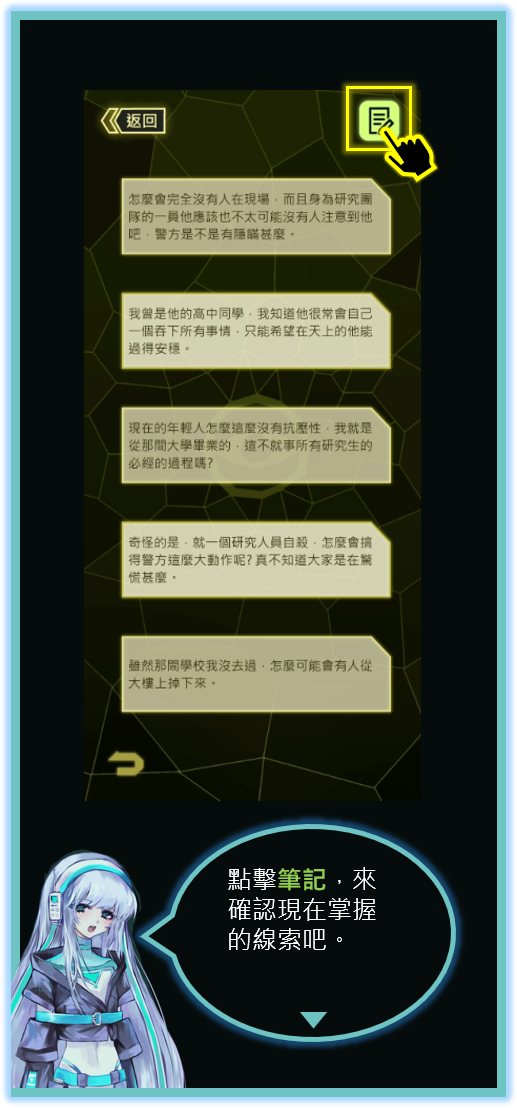 返回
怎麼會完全沒有人在現場，而且身為研究團
隊的一員他應該也不太可能沒有人注意到他
吧，警方是不是有隱瞞甚麼。
我曾是他的高中同學，我知道他很常會自己
一個吞下所有事情，只能希望在天上的他能
過得安穩。
現在的年輕人怎麼這麼沒有抗壓性，我就是
從那間大學畢業的，這不就事所有研究生的
必經的過程嗎?
奇怪的是，就一個研究人員自殺，怎麼會搞
得警方這麼大動作呢?真不知道大家是在驚
慌甚麼。
雖然那間學校我沒去過，怎麼可能會有人從
大樓上掉下來。
點擊筆記，來
確認現在掌握
的線索吧。